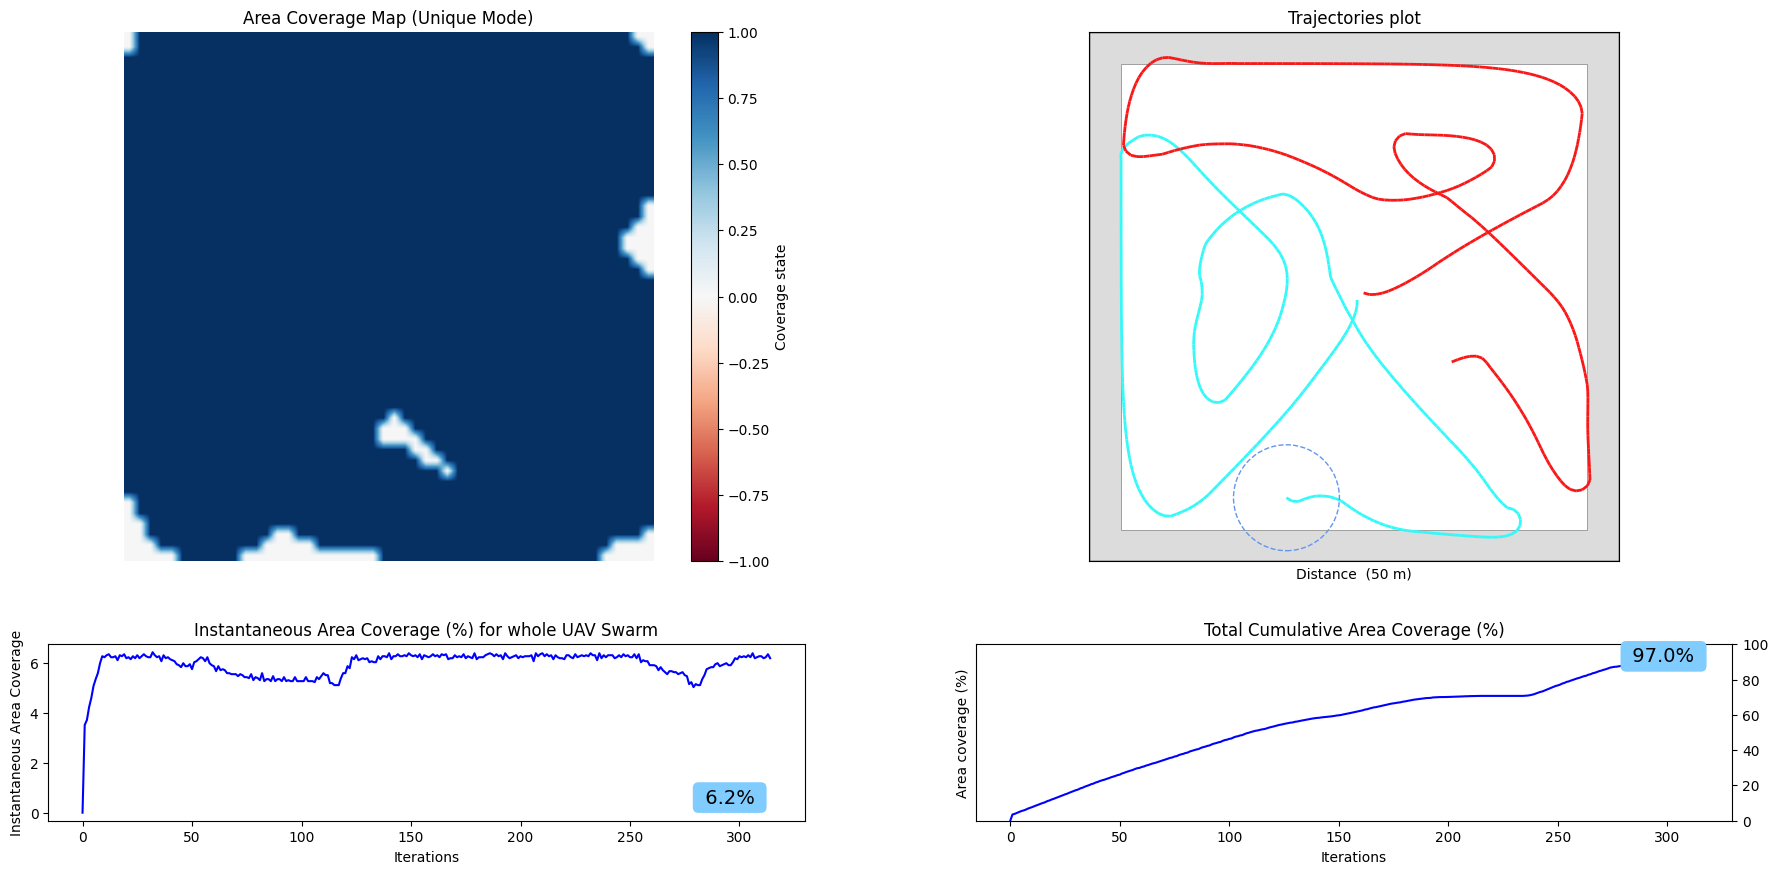 Area Coverage Map (Unique Mode)
1.00
0.75
0.50
0.25
0.00
−0.25
−0.50
−0.75
−1.00
Coverage state
Trajectories plot
Distance  (50 m)
Instantaneous Area Coverage (%) for whole UAV Swarm
Instantaneous Area Coverage
6
4
2
0
6.2%
0 50 100 150 200 250 300
Iterations
Total Cumulative Area Coverage (%)
Area coverage (%)
97.0%
100
80
60
40
20
0
0 50 100 150 200 250 300
Iterations